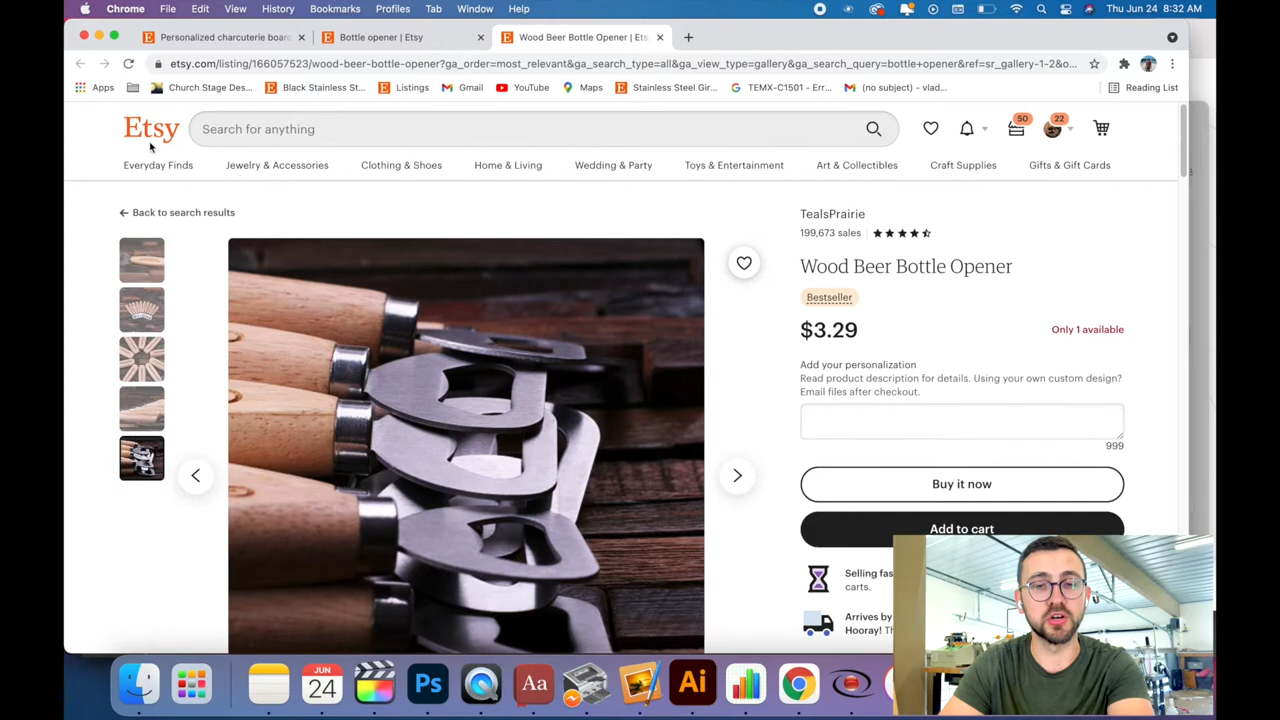 Chrome File Edit View History Bookmarks Profiles Tab Window Help Thu Jun 24 8:32 AM
Personalized charcuterie board Bottle opener | Etsy Wood Beer Bottle Opener | Ets
etsy.com/listing/166057523/wood-beer-bottle-opener?ga_order=most_relevant&ga_search_type=all&ga_view_type=gallery&ga_search_query=bottle+opener&ref=sr_gallery-1-2&o...
Apps Church Stage Des... Black Stainless St... Listings Gmail YouTube Maps Stainless Steel Gir... TEMX-C1501 - Err... (no subject) - vlad... Reading List
Etsy Search for anything 50 22
Everyday Finds Jewelry & Accessories Clothing & Shoes Home & Living Wedding & Party Toys & Entertainment Art & Collectibles Craft Supplies Gifts & Gift Cards
Back to search results
TealsPrairie
199,673 sales
Wood Beer Bottle Opener
Bestseller
$3.29 Only 1 available
Add your personalization
Read product description for details. Using your own custom design?
Email files after checkout.
999
Buy it now
Add to cart
Selling fas
carts.
Arrives by
Hooray! Th
JUN
24
Ps
Aa
Ai